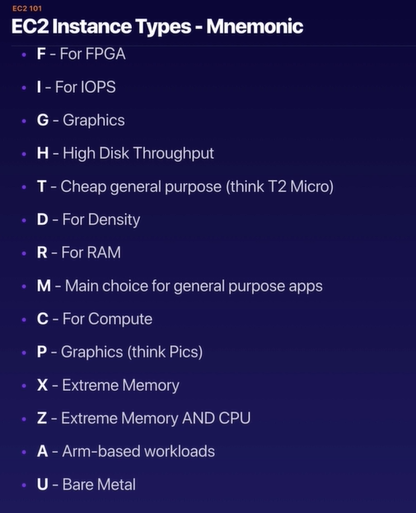 EC2 101
EC2 Instance Types - Mnemonic
• F - For FPGA
• I - For IOPS
• G - Graphics
• H - High Disk Throughput
• T - Cheap general purpose (think T2 Micro)
• D - For Density
• R - For RAM
• M - Main choice for general purpose apps
• C - For Compute
• P - Graphics (think Pics)
• X - Extreme Memory
• Z - Extreme Memory AND CPU
• A - Arm-based workloads
• U - Bare Metal